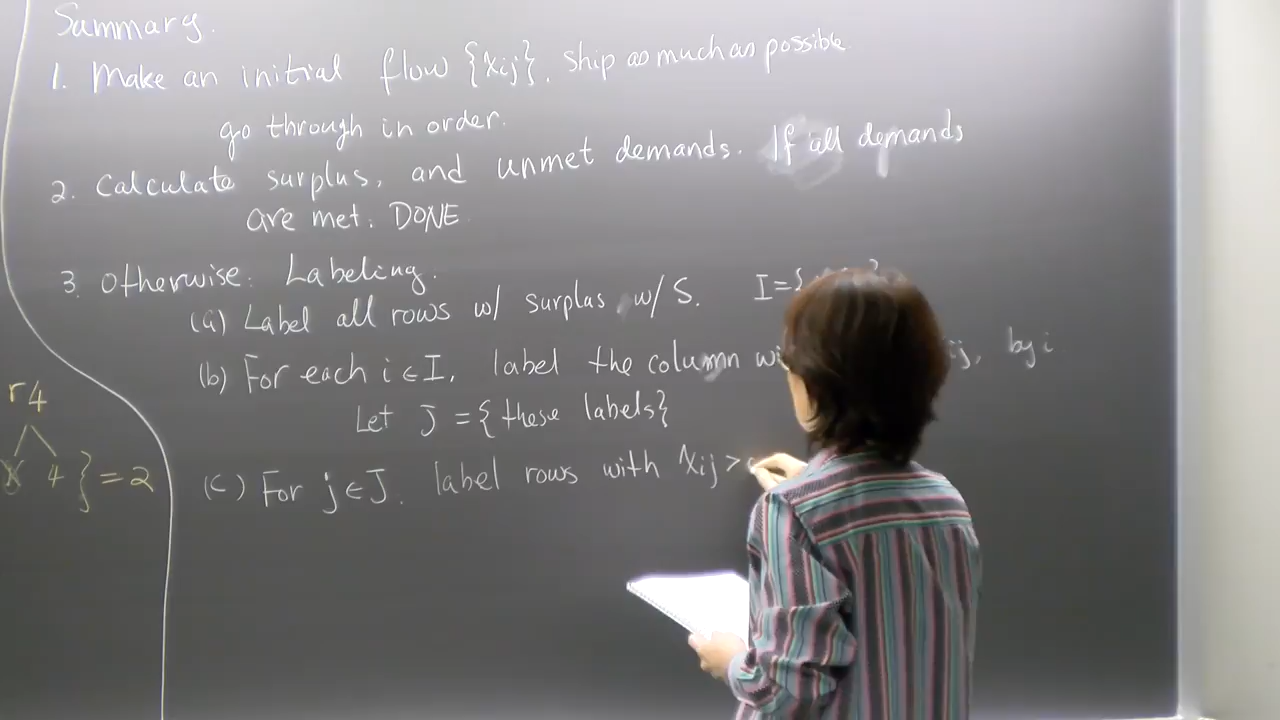 Summary.
1. Make an initial flow {xij}. Ship as much as possible.
go through in order.
2. Calculate surplus, and unmet demands. If all demands
are met. DONE
3. Otherwise: Labeling.
(a) Label all rows w/ surplas w/ S. I={
(b) For each i∈I, label the column ij, by i
Let J = {these labels}
(c) For j∈J. label rows with xij >
r4
4 } = 2